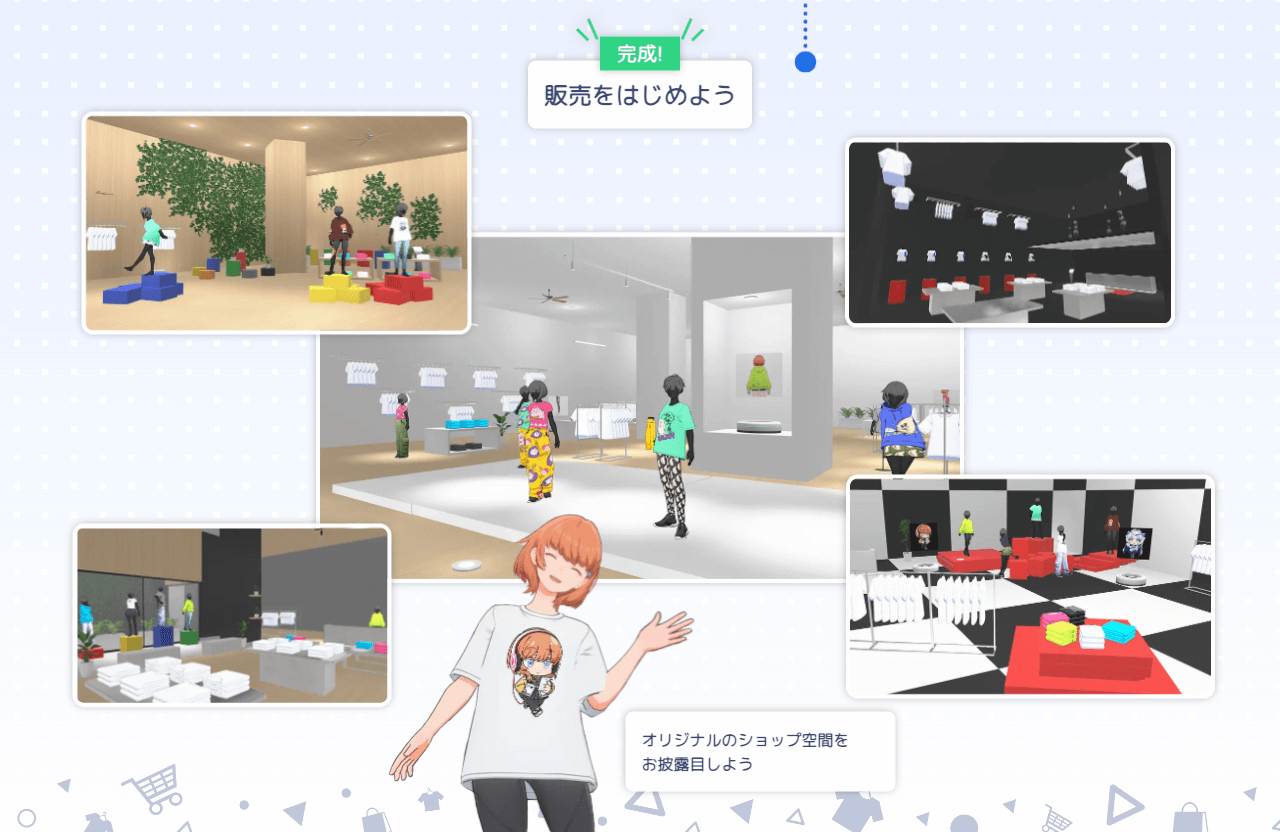 完成!
販売をはじめよう
オリジナルのショップ空間を
お披露目しよう